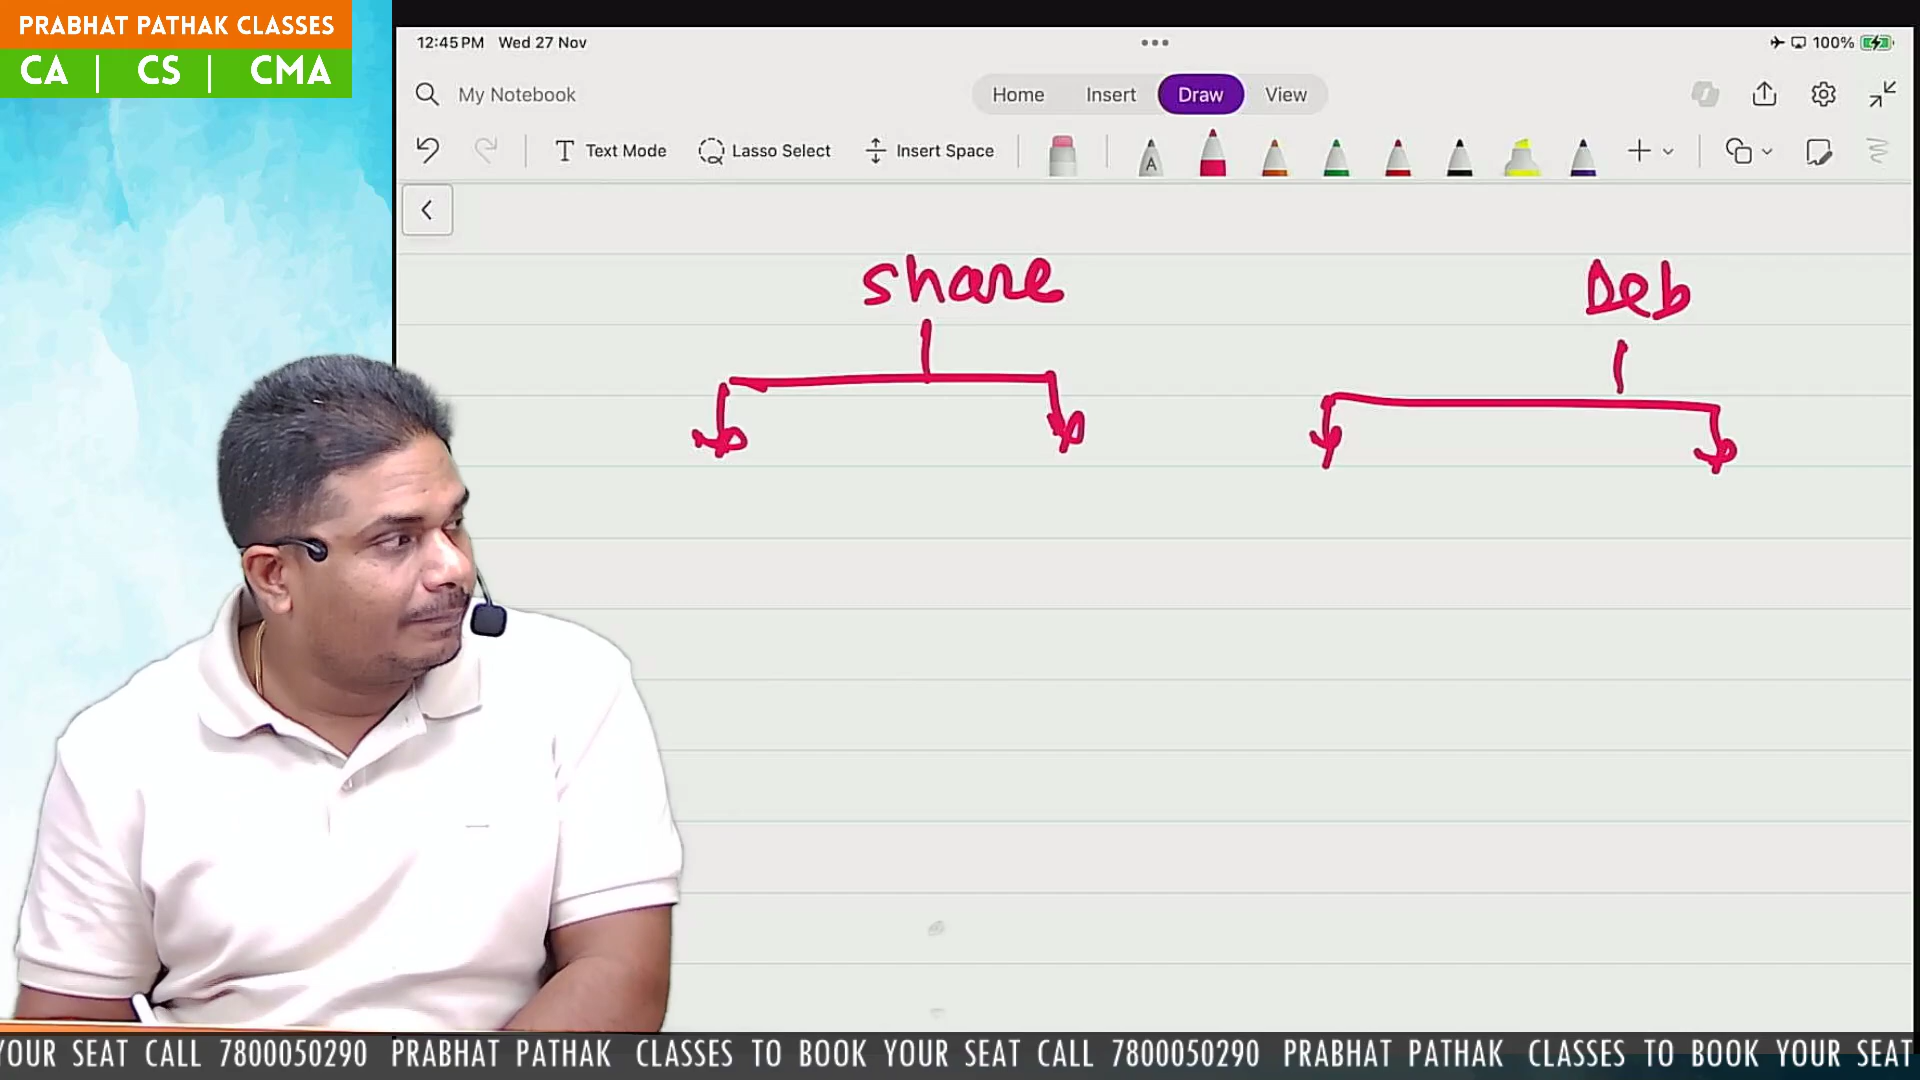 PRABHAT PATHAK CLASSES
CA | CS | CMA
12:45 PM Wed 27 Nov
100%
My Notebook
Home Insert Draw View
Text Mode Lasso Select Insert Space
A
Share
Deb
YOUR SEAT CALL 7800050290 PRABHAT PATHAK CLASSES TO BOOK YOUR SEAT CALL 7800050290 PRABHAT PATHAK CLASSES TO BOOK YOUR SEAT